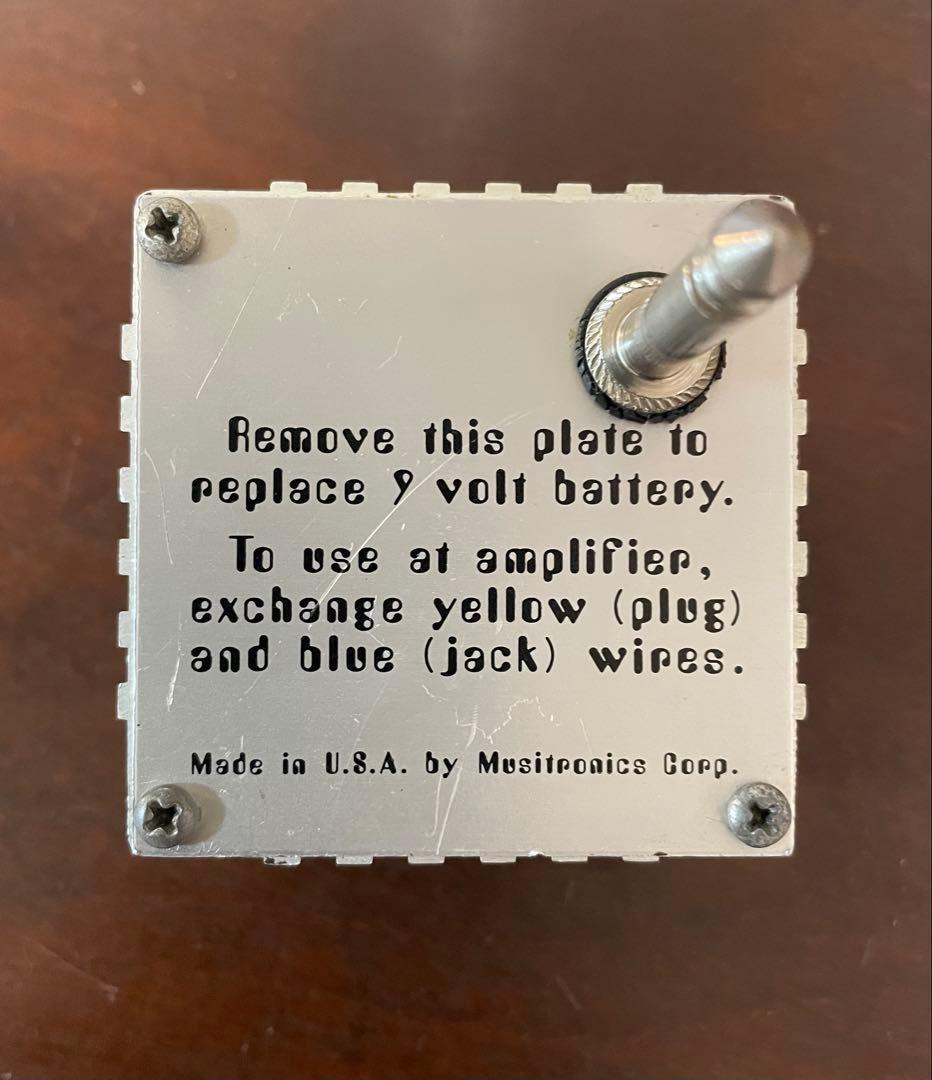 Remove this plate to
replace 9 volt battery.
To use at amplifier,
exchange yellow (plug)
and blue (jack) wires.
Made in U.S.A. by Musitronics Corp.